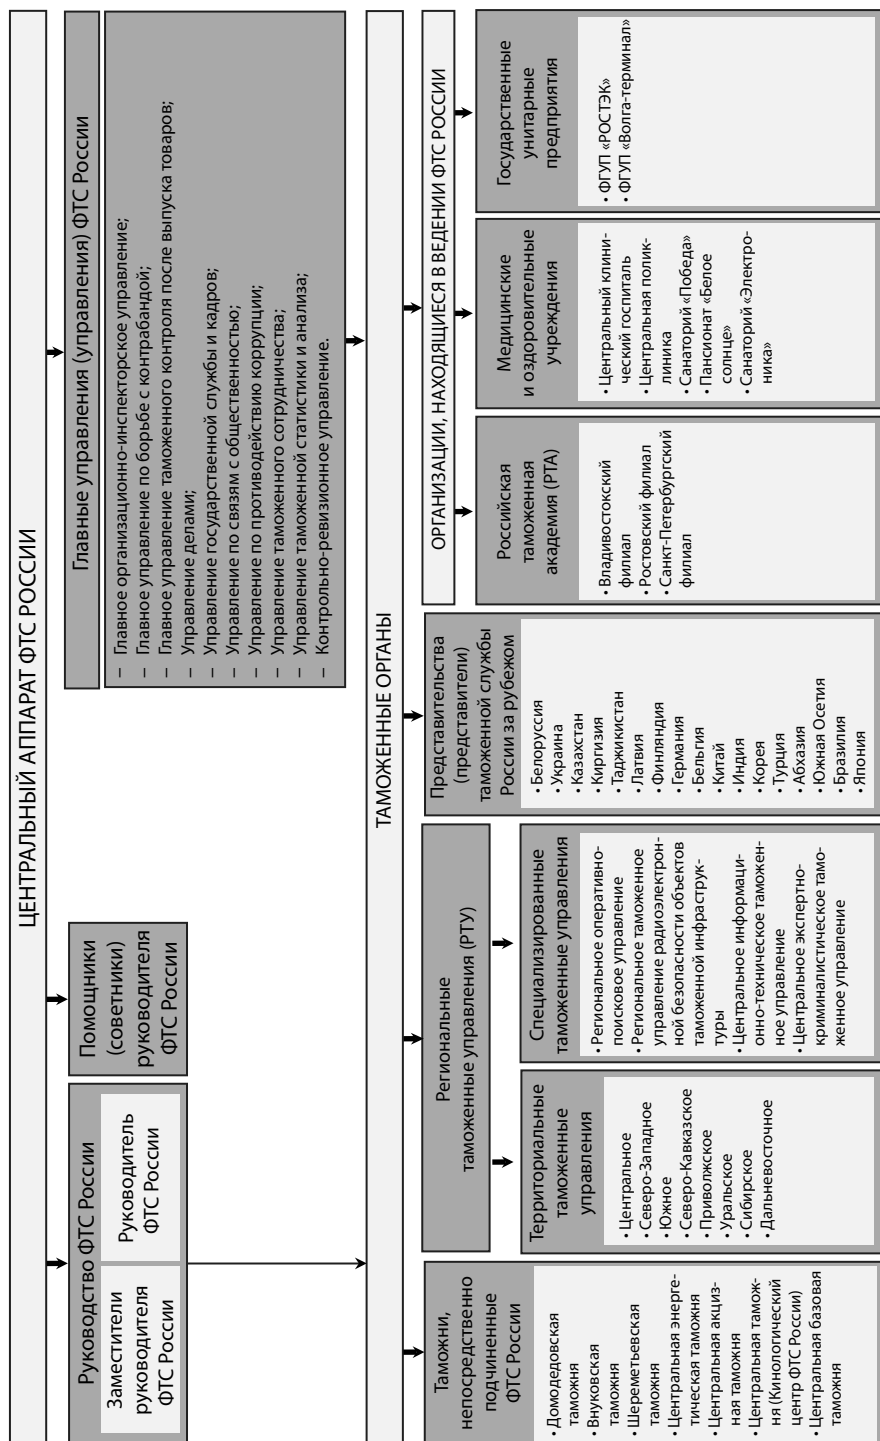 ЦЕНТРАЛЬНЫЙ АППАРАТ ФТС РОССИИ
Руководство ФТС России
Заместители
руководителя
ФТС России
Руководитель
ФТС России
Помощники
(советники)
руководителя
ФТС России
Главные управления (управления) ФТС России
– Главное организационно-инспекторское управление;
– Главное управление по борьбе с контрабандой;
– Главное управление таможенного контроля после выпуска товаров;
– Управление делами;
– Управление государственной службы и кадров;
– Управление по связям с общественностью;
– Управление по противодействию коррупции;
– Управление таможенного сотрудничества;
– Управление таможенной статистики и анализа;
– Контрольно-ревизионное управление.
ТАМОЖЕННЫЕ ОРГАНЫ
Таможни,
непосредственно
подчиненные
ФТС России
• Домодедовская
таможня
• Внуковская
таможня
• Шереметьевская
таможня
• Центральная энерге-
тическая таможня
• Центральная акциз-
ная таможня
• Центральная тамож-
ня (Кинологический
центр ФТС России)
• Центральная базовая
таможня
Региональные
таможенные управления (РТУ)
Территориальные
таможенные
управления
• Центральное
• Северо-Западное
• Южное
• Северо-Кавказское
• Приволжское
• Уральское
• Сибирское
• Дальневосточное
Специализированные
таможенные управления
• Региональное оперативно-
поисковое управление
• Региональное таможенное
управление радиоэлектрон-
ной безопасности объектов
таможенной инфраструк-
туры
• Центральное информаци-
онно-техническое таможен-
ное управление
• Центральное экспертно-
криминалистическое тамо-
женное управление
Представительства
(представители)
таможенной службы
России за рубежом
• Белоруссия
• Украина
• Казахстан
• Киргизия
• Таджикистан
• Латвия
• Финляндия
• Германия
• Бельгия
• Китай
• Индия
• Корея
• Турция
• Абхазия
• Южная Осетия
• Бразилия
• Япония
ОРГАНИЗАЦИИ, НАХОДЯЩИЕСЯ В ВЕДЕНИИ ФТС РОССИИ
Российская
таможенная
академия (РТА)
• Владивостокский
филиал
• Ростовский филиал
• Санкт-Петербургский
филиал
Медицинские
и оздоровительные
учреждения
• Центральный клини-
ческий госпиталь
• Центральная полик-
линика
• Санаторий «Победа»
• Пансионат «Белое
солнце»
• Санаторий «Электро-
ника»
Государственные
унитарные
предприятия
• ФГУП «РОСТЭК»
• ФГУП «Волга-терминал»